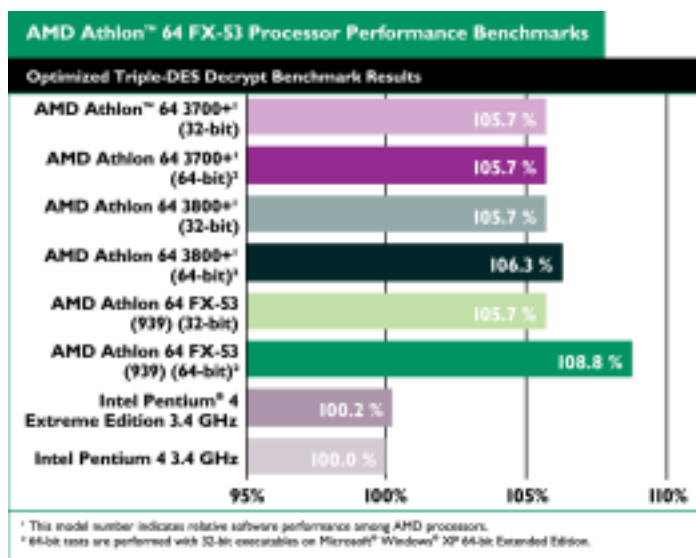 AMD Athlon™ 64 FX-53 Processor Performance Benchmarks
Optimized Triple-DES Decrypt Benchmark Results
AMD Athlon™ 64 3700+¹
(32-bit)
105.7 %
AMD Athlon 64 3700+¹
(64-bit)²
105.7 %
AMD Athlon 64 3800+¹
(32-bit)
105.7 %
AMD Athlon 64 3800+¹
(64-bit)²
106.3 %
AMD Athlon 64 FX-53
(939) (32-bit)
105.7 %
AMD Athlon 64 FX-53
(939) (64-bit)²
108.8 %
Intel Pentium® 4
Extreme Edition 3.4 GHz
100.2 %
Intel Pentium 4 3.4 GHz
100.0 %
95% 100% 105% 110%
¹ This model number indicates relative software performance among AMD processors.
² 64-bit tests are performed with 32-bit executables on Microsoft® Windows® XP 64-bit Extended Edition.